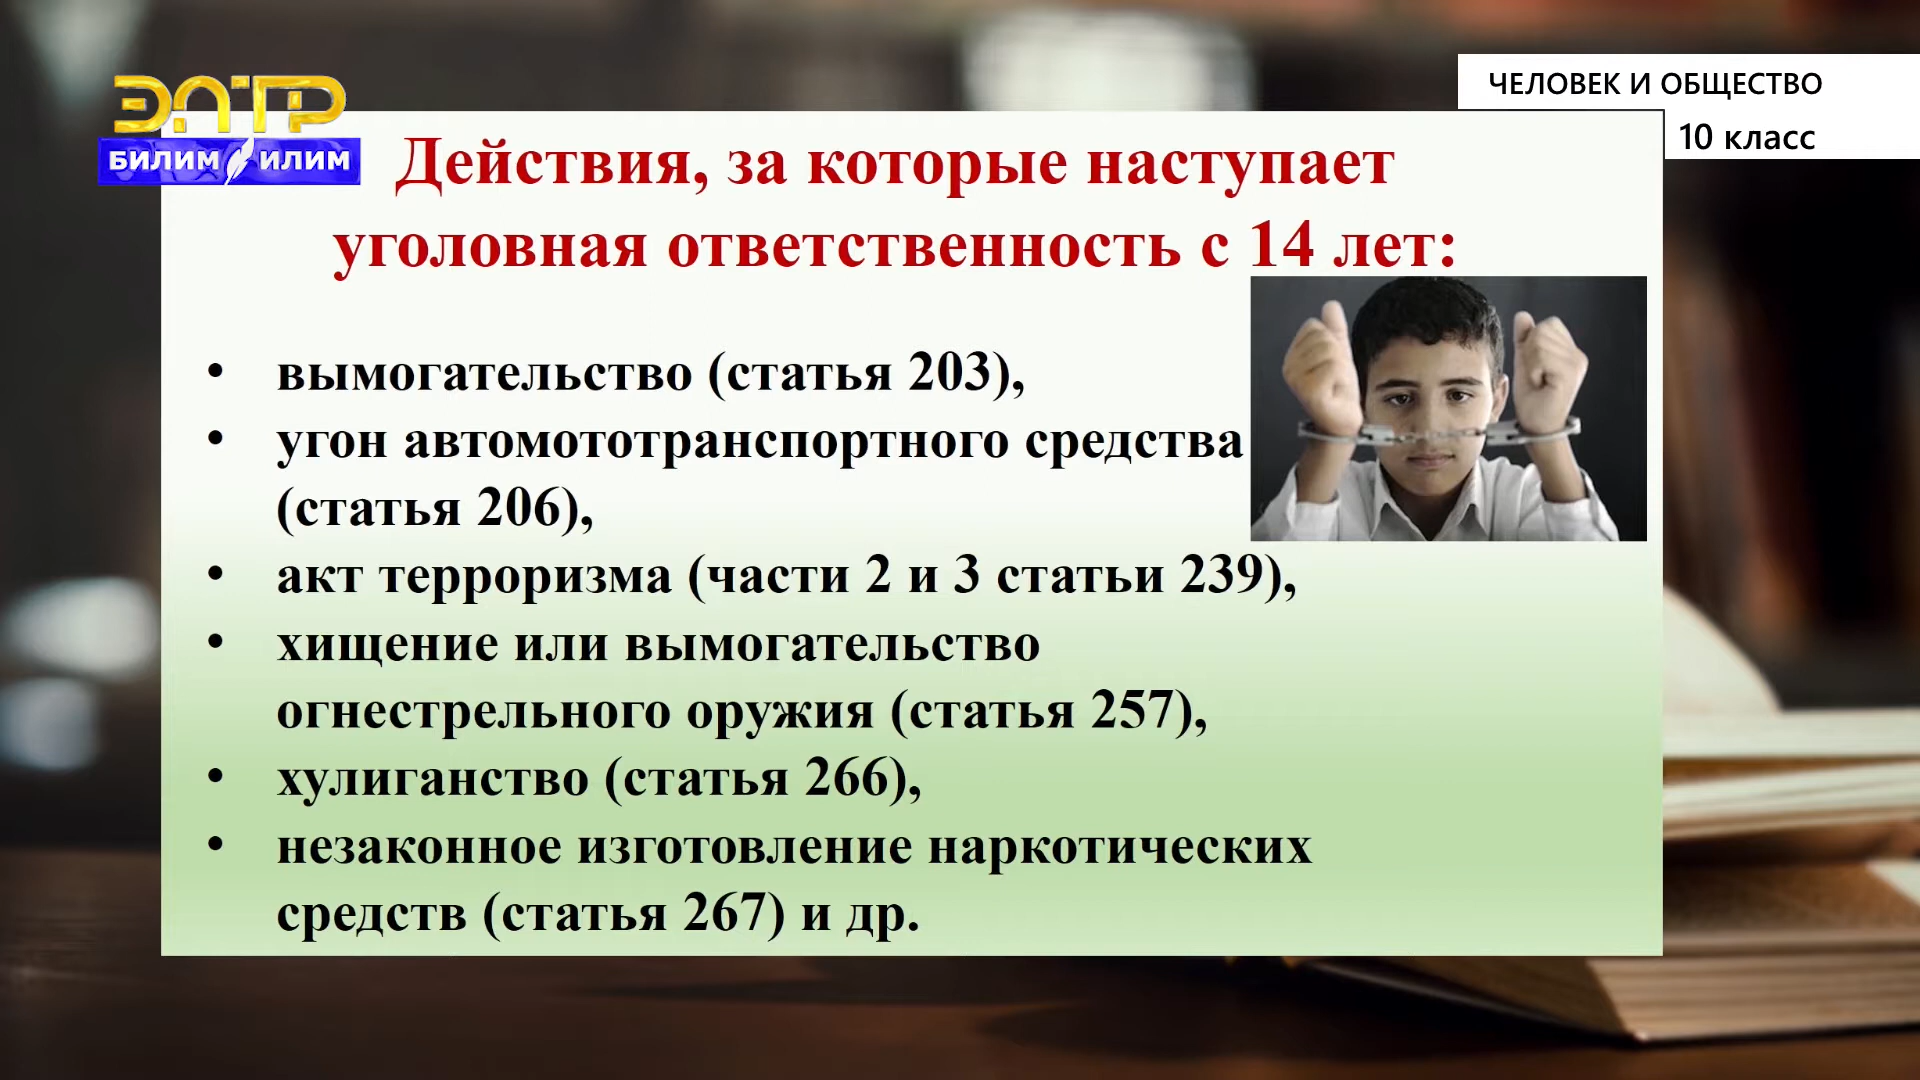 ЭЛТР
БИЛИМ ИЛИМ
ЧЕЛОВЕК И ОБЩЕСТВО
10 класс
Действия, за которые наступает
уголовная ответственность с 14 лет:
• вымогательство (статья 203),
• угон автомототранспортного средства
(статья 206),
• акт терроризма (части 2 и 3 статьи 239),
• хищение или вымогательство
огнестрельного оружия (статья 257),
• хулиганство (статья 266),
• незаконное изготовление наркотических
средств (статья 267) и др.